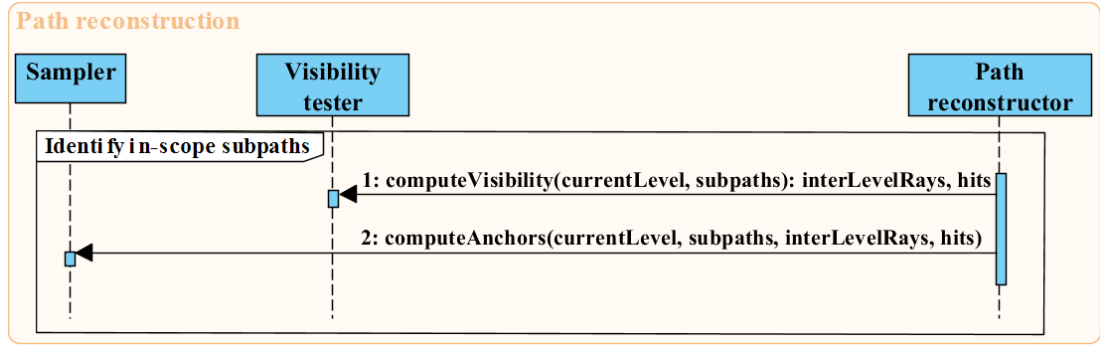 Path reconstruction
Sampler
Visibility
tester
Path
reconstructor
Identify in-scope subpaths
1: computeVisibility(currentLevel, subpaths): interLevelRays, hits
2: computeAnchors(currentLevel, subpaths, interLevelRays, hits)